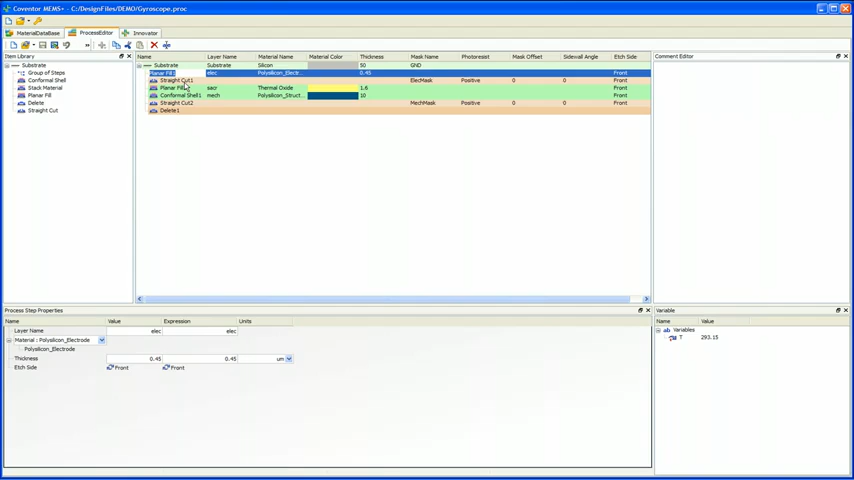 Coventor MEMS+ - C:/DesignFiles/DEMO/Gyroscope.proc
MaterialDataBase ProcessEditor Innovator
Item Library
Substrate
Group of Steps
Conformal Shell
Stack Material
Planar Fill
Delete
Straight Cut
Name Layer Name Material Name Material Color Thickness Mask Name Photoresist Mask Offset Sidewall Angle Etch Side
Substrate Substrate Silicon 50 GND
Planar Fill1 elec Polysilicon_Electr... 0.45 Front
Straight Cut1 ElecMask Positive 0 0 Front
Planar Fill sacr Thermal Oxide 1.6 Front
Conformal Shell1 mech Polysilicon_Struct... 10 Front
Straight Cut2 MechMask Positive 0 0 Front
Delete1
Comment Editor
Process Step Properties
Name Value Expression Units
Layer Name elec elec
Material : Polysilicon_Electrode
Polysilicon_Electrode
Thickness 0.45 0.45 um
Etch Side Front Front
Variable
Name Value
ab Variables
T 293.15